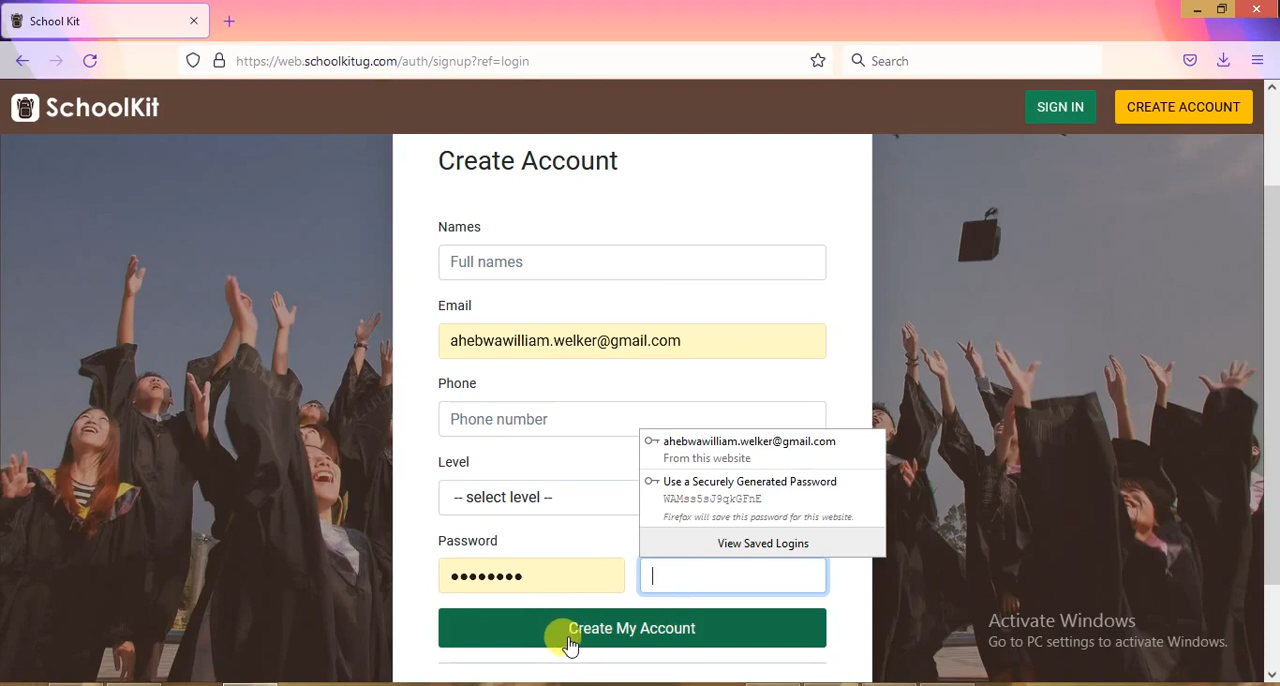 School Kit
https://web.schoolkitug.com/auth/signup?ref=login
Search
SchoolKit
SIGN IN
CREATE ACCOUNT
Create Account
Names
Full names
Email
ahebwawilliam.welker@gmail.com
Phone
Phone number
ahebwawilliam.welker@gmail.com
From this website
Level
Use a Securely Generated Password
-- select level --
WAMss5sJ9qkGFnE
Firefox will save this password for this website.
Password
View Saved Logins
Create My Account
Activate Windows
Go to PC settings to activate Windows.